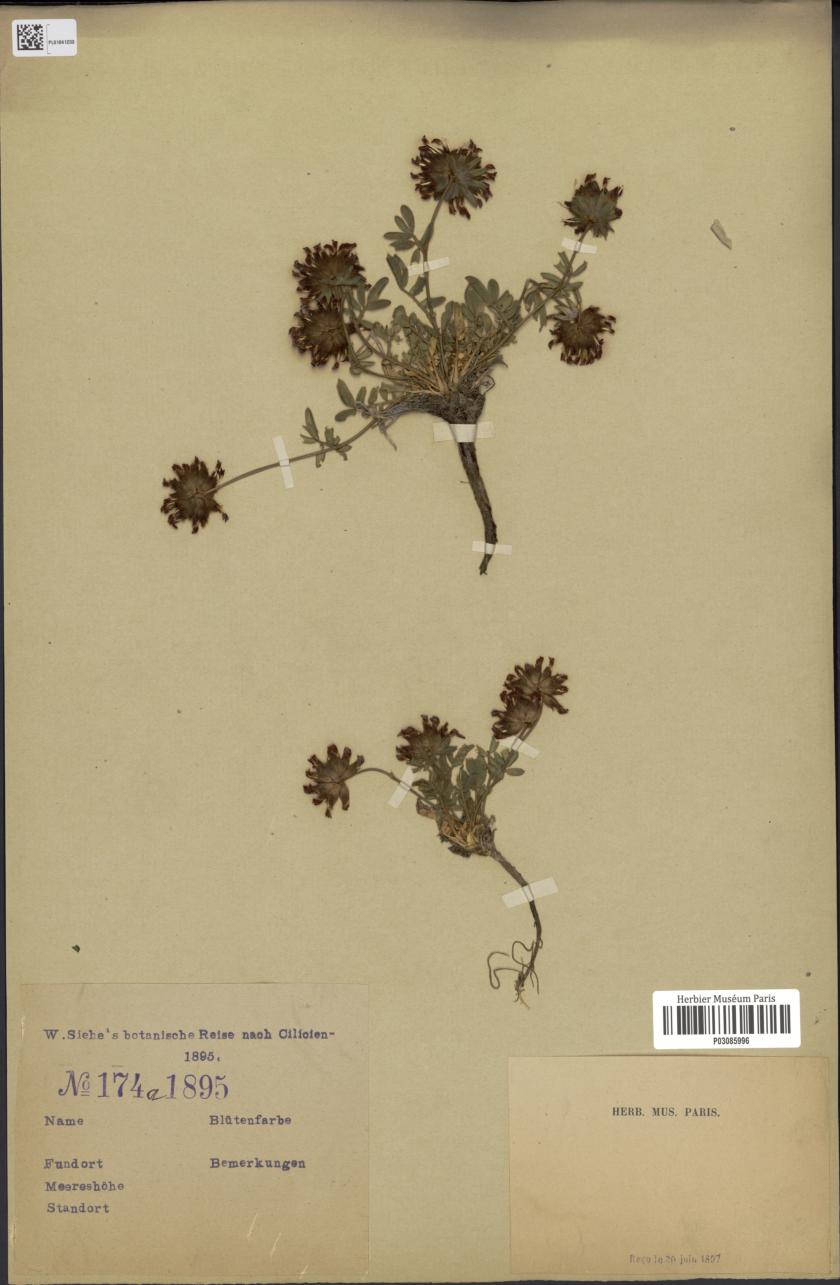 W.Siehe's botanische Reise nach Cilicien-
1895.
No 174a 1895
Name Blütenfarbe
Fundort Bemerkungen
Meereshöhe
Standort
Herbier Muséum Paris
P03085996
HERB. MUS. PARIS.
Reçu le 20 juin 1897